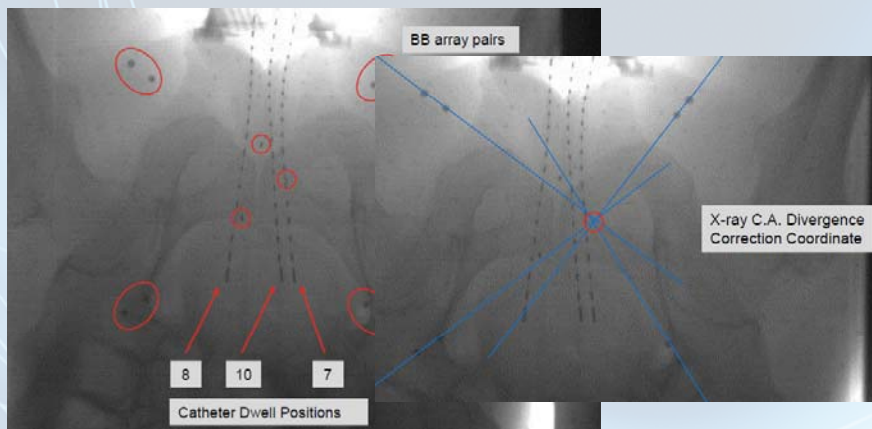 BB array pairs
X-ray C.A. Divergence
Correction Coordinate
8
10
7
Catheter Dwell Positions